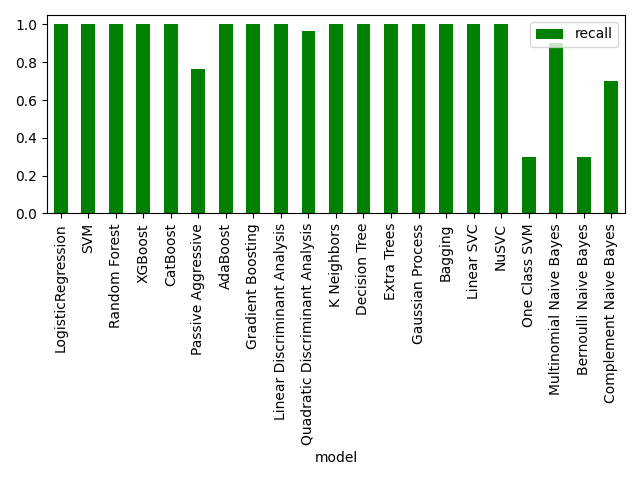 1.0
0.8
0.6
0.4
0.2
0.0
recall
LogisticRegression
SVM
Random Forest
XGBoost
CatBoost
Passive Aggressive
AdaBoost
Gradient Boosting
Linear Discriminant Analysis
Quadratic Discriminant Analysis
K Neighbors
Decision Tree
Extra Trees
Gaussian Process
Bagging
Linear SVC
NuSVC
One Class SVM
Multinomial Naive Bayes
Bernoulli Naive Bayes
Complement Naive Bayes
model